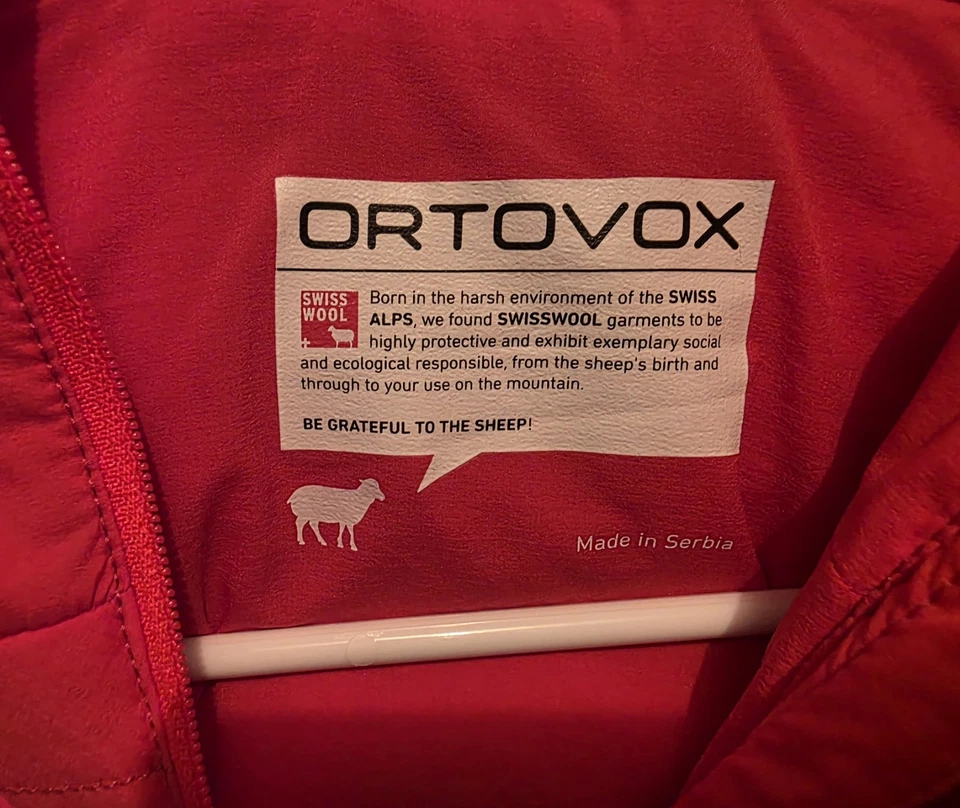 ORTOVOX
SWISS
WOOL
Born in the harsh environment of the SWISS
ALPS, we found SWISSWOOL garments to be
highly protective and exhibit exemplary social
and ecological responsible, from the sheep's birth and
through to your use on the mountain.
BE GRATEFUL TO THE SHEEP!
Made in Serbia